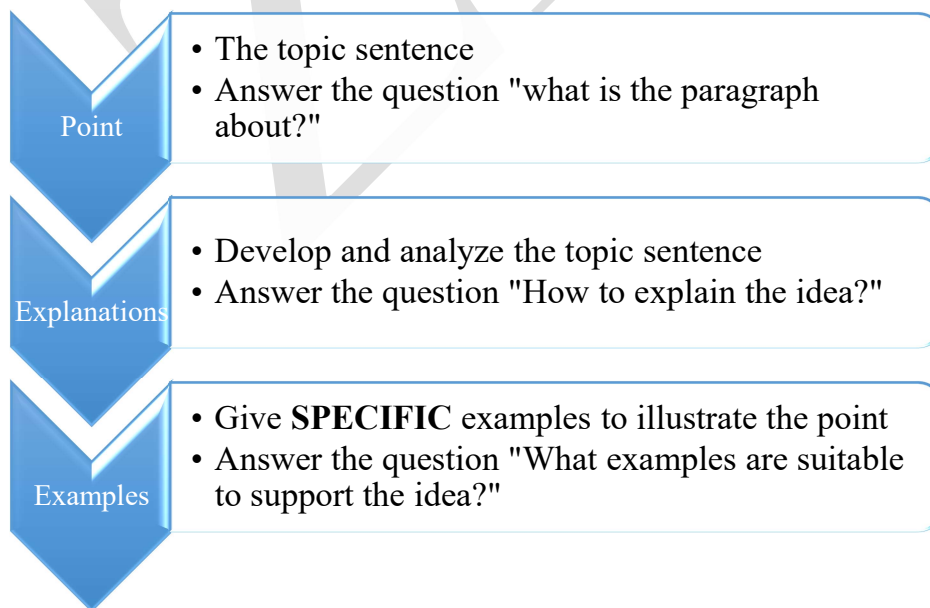 Point
• The topic sentence
• Answer the question "what is the paragraph
about?"
Explanations
• Develop and analyze the topic sentence
• Answer the question "How to explain the idea?"
Examples
• Give SPECIFIC examples to illustrate the point
• Answer the question "What examples are suitable
to support the idea?"